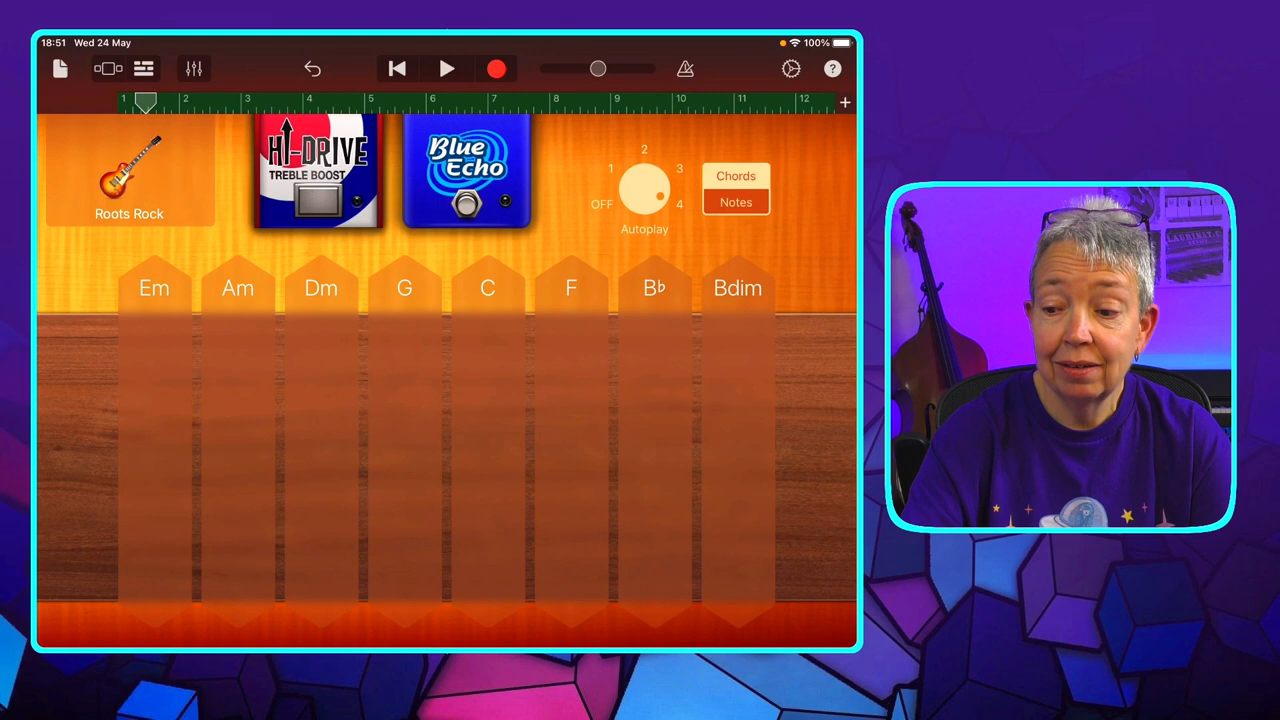 18:51 Wed 24 May
100%
?
1 2 3 4 5 6 7 8 9 10 11 12 +
HI-DRIVE
TREBLE BOOST
Blue
Echo
2
1 3
OFF 4
Autoplay
Chords
Notes
Roots Rock
Em Am Dm G C F B♭ Bdim